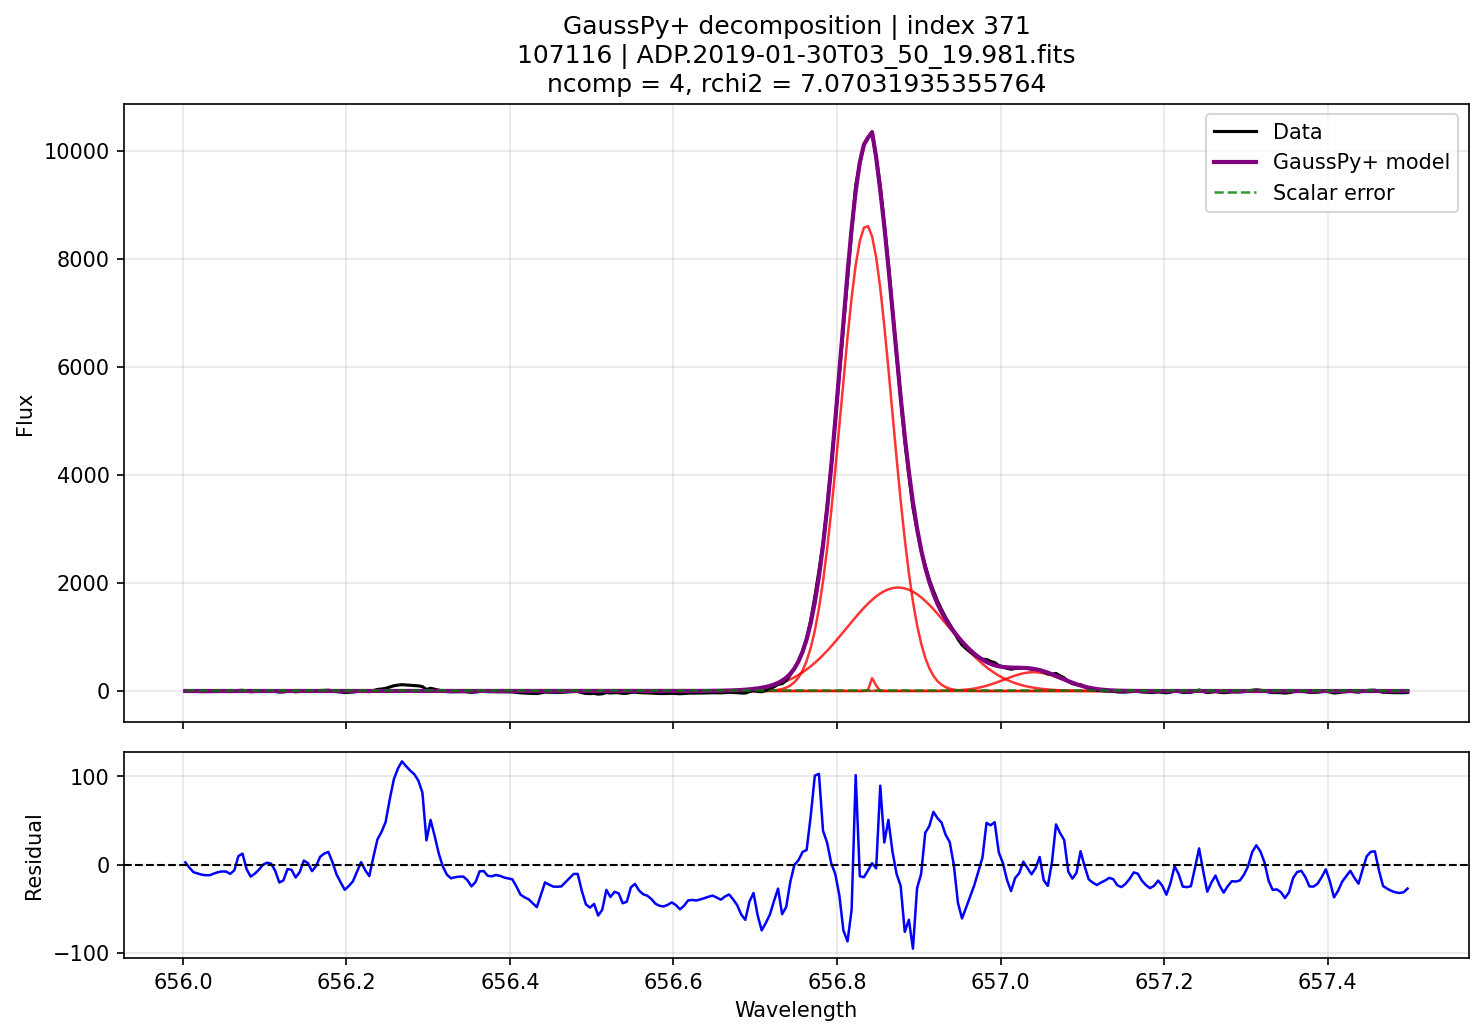 GaussPy+ decomposition | index 371
107116 | ADP.2019-01-30T03_50_19.981.fits
ncomp = 4, rchi2 = 7.07031935355764
Data
GaussPy+ model
Scalar error
Flux
10000
8000
6000
4000
2000
0
Residual
100
0
−100
656.0
656.2
656.4
656.6
656.8
657.0
657.2
657.4
Wavelength